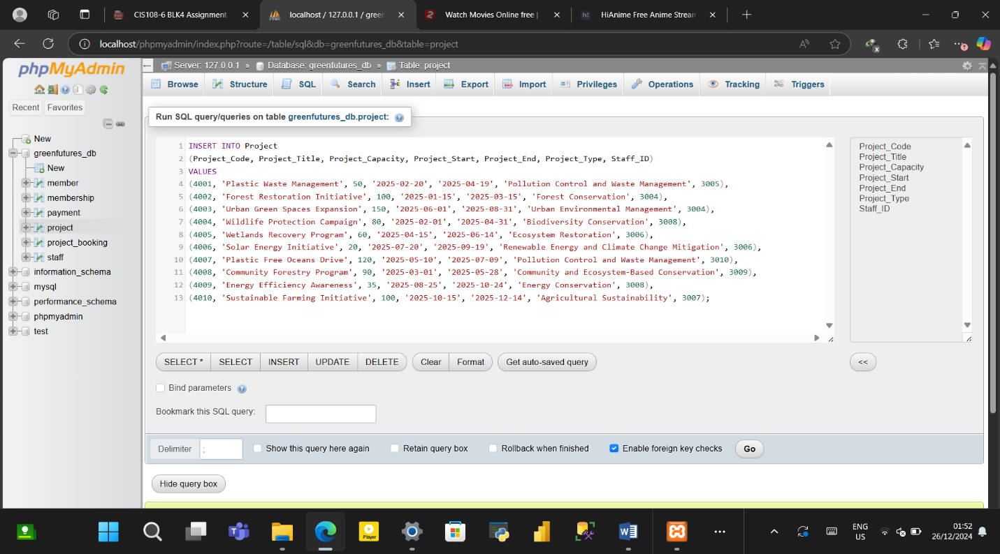 CIS108-6 BLK4 Assignment
localhost / 127.0.0.1 / green
Watch Movies Online free |
HiAnime Free Anime Stream
localhost/phpmyadmin/index.php?route=/table/sql&db=greenfutures_db&table=project
phpMyAdmin
Recent
Favorites
New
greenfutures_db
New
member
membership
payment
project
project_booking
staff
information_schema
mysql
performance_schema
phpmyadmin
test
Server: 127.0.0.1 » Database: greenfutures_db » Table: project
Browse
Structure
SQL
Search
Insert
Export
Import
Privileges
Operations
Tracking
Triggers
Run SQL query/queries on table greenfutures_db.project:
1 INSERT INTO Project
2 (Project_Code, Project_Title, Project_Capacity, Project_Start, Project_End, Project_Type, Staff_ID)
3 VALUES
4 (4001, 'Plastic Waste Management', 50, '2025-02-20', '2025-04-19', 'Pollution Control and Waste Management', 3005),
5 (4002, 'Forest Restoration Initiative', 100, '2025-01-15', '2025-03-15', 'Forest Conservation', 3004),
6 (4003, 'Urban Green Spaces Expansion', 150, '2025-06-01', '2025-08-31', 'Urban Environmental Management', 3004),
7 (4004, 'Wildlife Protection Campaign', 80, '2025-02-01', '2025-04-31', 'Biodiversity Conservation', 3008),
8 (4005, 'Wetlands Recovery Program', 60, '2025-04-15', '2025-06-14', 'Ecosystem Restoration', 3006),
9 (4006, 'Solar Energy Initiative', 20, '2025-07-20', '2025-09-19', 'Renewable Energy and Climate Change Mitigation', 3006),
10 (4007, 'Plastic Free Oceans Drive', 120, '2025-05-10', '2025-07-09', 'Pollution Control and Waste Management', 3010),
11 (4008, 'Community Forestry Program', 90, '2025-03-01', '2025-05-28', 'Community and Ecosystem-Based Conservation', 3009),
12 (4009, 'Energy Efficiency Awareness', 35, '2025-08-25', '2025-10-24', 'Energy Conservation', 3008),
13 (4010, 'Sustainable Farming Initiative', 100, '2025-10-15', '2025-12-14', 'Agricultural Sustainability', 3007);
Project_Code
Project_Title
Project_Capacity
Project_Start
Project_End
Project_Type
Staff_ID
SELECT *
SELECT
INSERT
UPDATE
DELETE
Clear
Format
Get auto-saved query
<<
Bind parameters
Bookmark this SQL query:
Delimiter
;
Show this query here again
Retain query box
Rollback when finished
Enable foreign key checks
Go
Hide query box
Player
ENG
US
01:52
26/12/2024